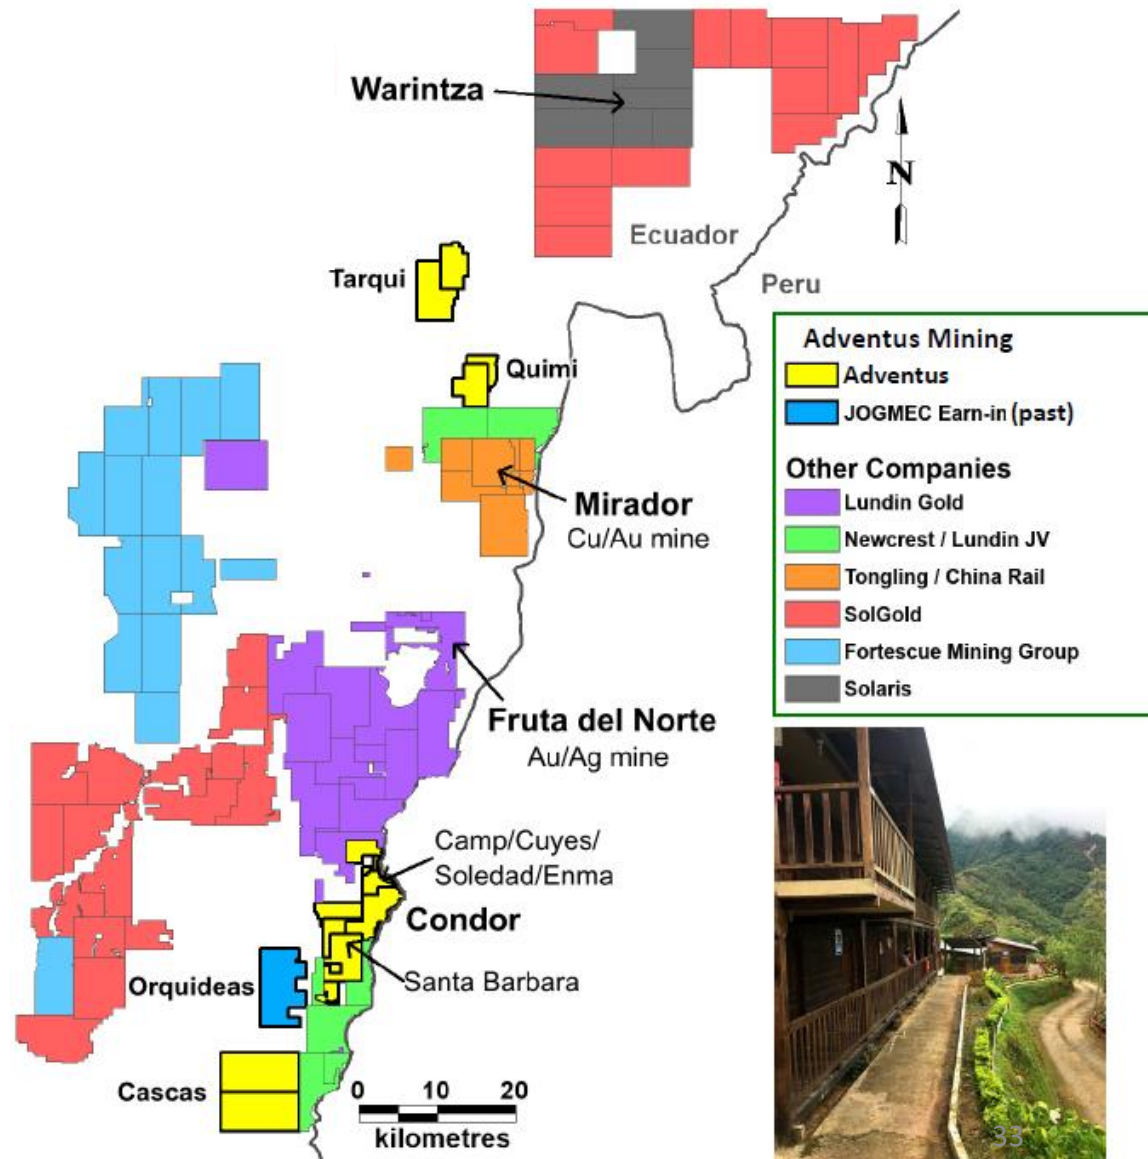 Warintza
N
Ecuador
Peru
Tarqui
Quimi
Adventus Mining
Adventus
JOGMEC Earn-in (past)
Other Companies
Lundin Gold
Newcrest / Lundin JV
Tongling / China Rail
SolGold
Fortescue Mining Group
Solaris
Mirador
Cu/Au mine
Fruta del Norte
Au/Ag mine
Camp/Cuyes/
Soledad/Enma
Condor
Santa Barbara
Orquideas
Cascas
0 10 20
kilometres
33